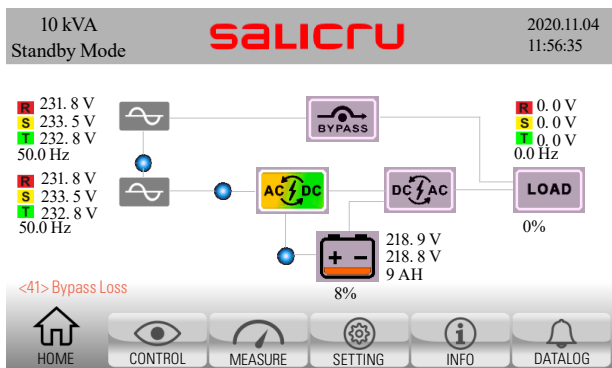 10 kVA
Standby Mode
salicru
2020.11.04
11:56:35
R 231. 8 V
S 233. 5 V
T 232. 8 V
50.0 Hz
BYPASS
R 0. 0 V
S 0. 0 V
T 0. 0 V
0.0 Hz
R 231. 8 V
S 233. 5 V
T 232. 8 V
50.0 Hz
AC DC
DC AC
LOAD
0%
+ -
218. 9 V
218. 8 V
9 AH
8%
<41> Bypass Loss
HOME
CONTROL
MEASURE
SETTING
INFO
DATALOG